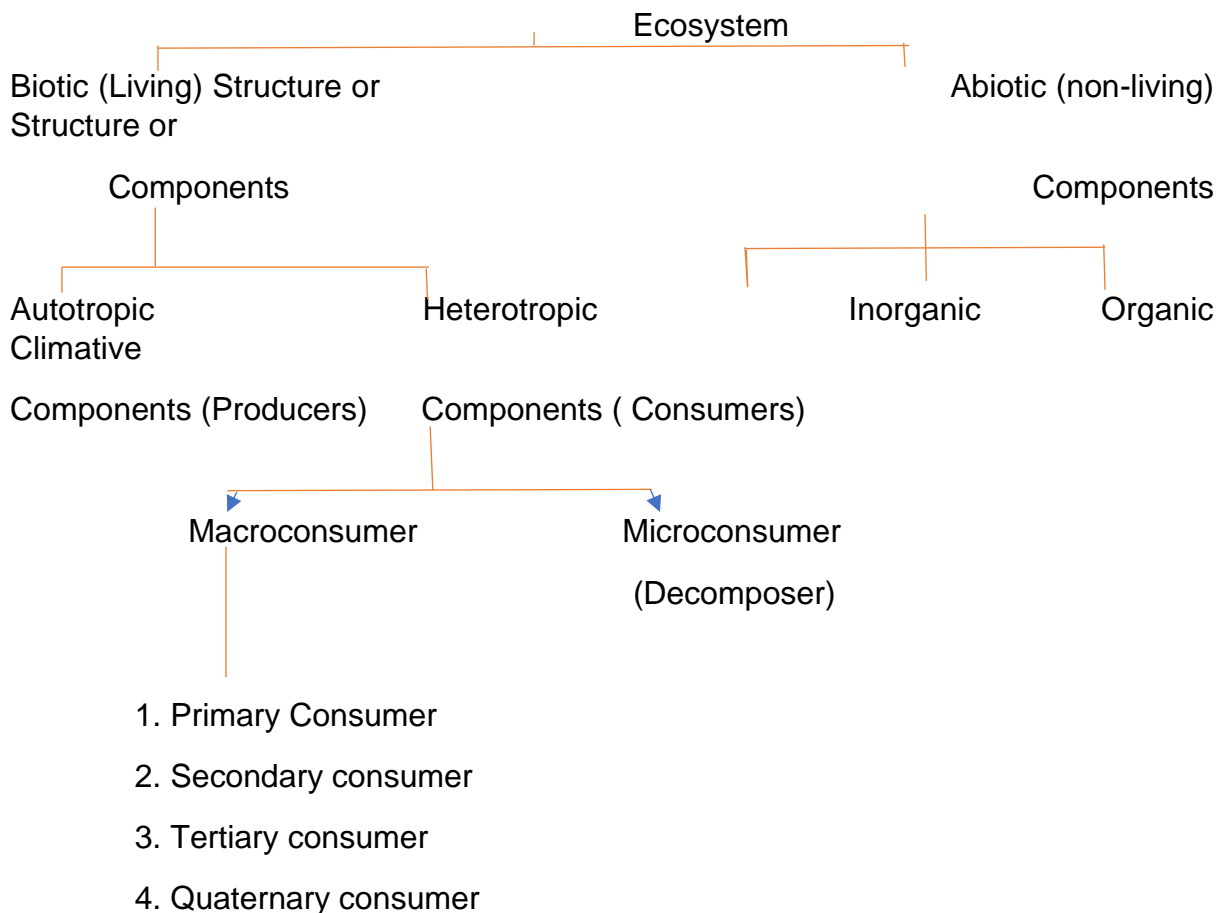 Ecosystem
Biotic (Living) Structure or Abiotic (non-living)
Structure or
Components Components
Autotropic Heterotropic Inorganic Organic
Climative
Components (Producers) Components ( Consumers)
Macroconsumer Microconsumer
(Decomposer)
1. Primary Consumer
2. Secondary consumer
3. Tertiary consumer
4. Quaternary consumer